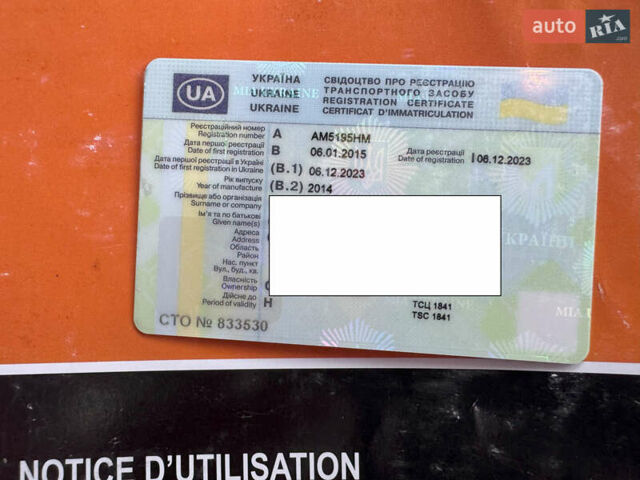 auto RIA .com
UA
УКРАЇНА
UKRAINE
UKRAINE
СВІДОЦТВО ПРО РЕЄСТРАЦІЮ
ТРАНСПОРТНОГО ЗАСОБУ
REGISTRATION CERTIFICATE
CERTIFICAT D'IMMATRICULATION
Реєстраційний номер A AM5195HM
Registration number
Дата першої реєстрації B 06.01.2015 Дата реєстрації I 06.12.2023
Date of first registration Date of registration
Дата першої реєстрації в Україні (B.1) 06.12.2023
Date of first registration in Ukraine
Рік випуску (B.2) 2014
Year of manufacture
Прізвище або організація
Surname or company
Ім'я та по батькові
Given name(s)
Адреса
Address
Область
Район
Нас. пункт
Вул., буд., кв.
Власність
Ownership
Дійсне до H ТСЦ 1841
Period of validity TSC 1841
СТО № 833530
УКРАЇНІ
NOTICE D'UTILISATION